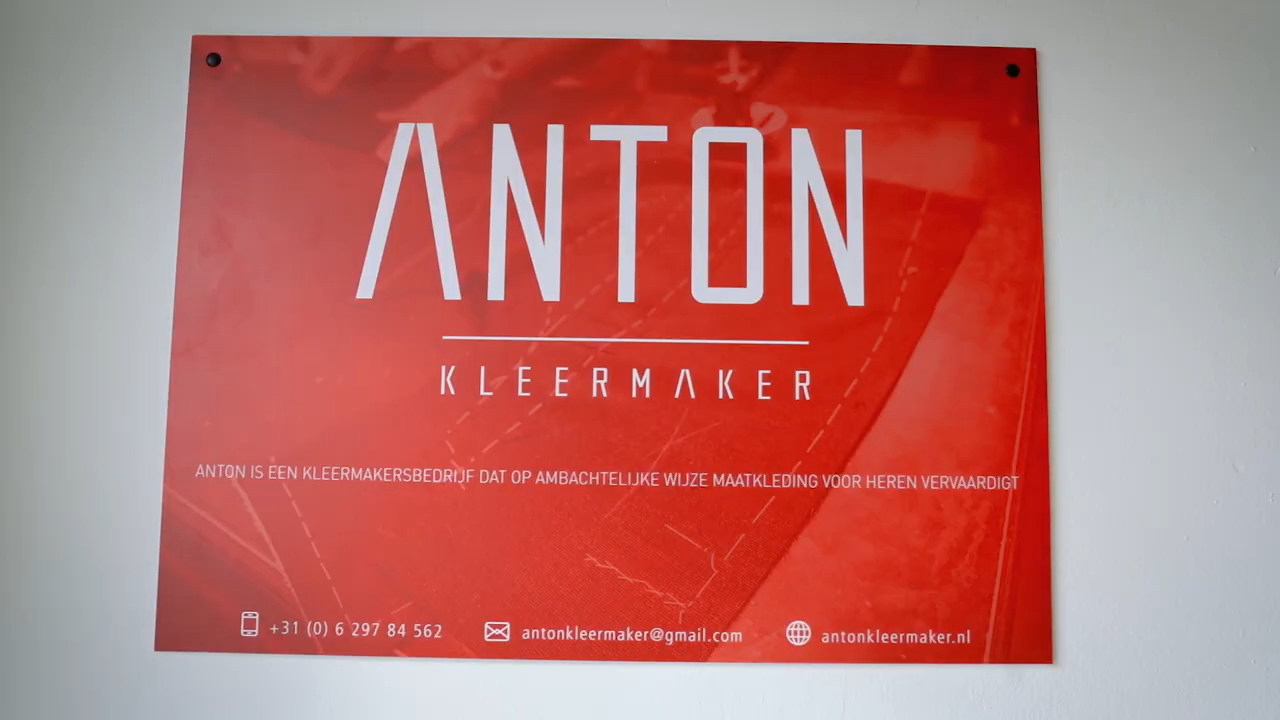 ANTON
KLEERMAKER
ANTON IS EEN KLEERMAKERSBEDRIJF DAT OP AMBACHTELIJKE WIJZE MAATKLEDING VOOR HEREN VERVAARDIGT
+31 (0) 6 297 84 562 antonkleermaker@gmail.com antonkleermaker.nl